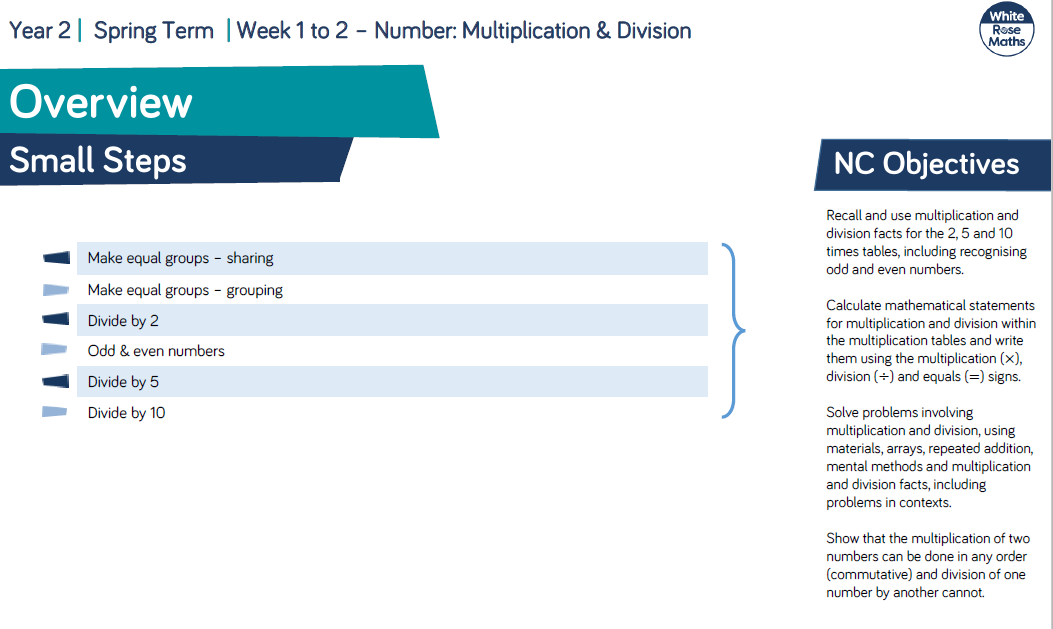 Year 2 | Spring Term | Week 1 to 2 – Number: Multiplication & Division
White
Rose
Maths
Overview
Small Steps
NC Objectives
Make equal groups – sharing
Make equal groups – grouping
Divide by 2
Odd & even numbers
Divide by 5
Divide by 10
Recall and use multiplication and
division facts for the 2, 5 and 10
times tables, including recognising
odd and even numbers.
Calculate mathematical statements
for multiplication and division within
the multiplication tables and write
them using the multiplication (×),
division (÷) and equals (=) signs.
Solve problems involving
multiplication and division, using
materials, arrays, repeated addition,
mental methods and multiplication
and division facts, including
problems in contexts.
Show that the multiplication of two
numbers can be done in any order
(commutative) and division of one
number by another cannot.